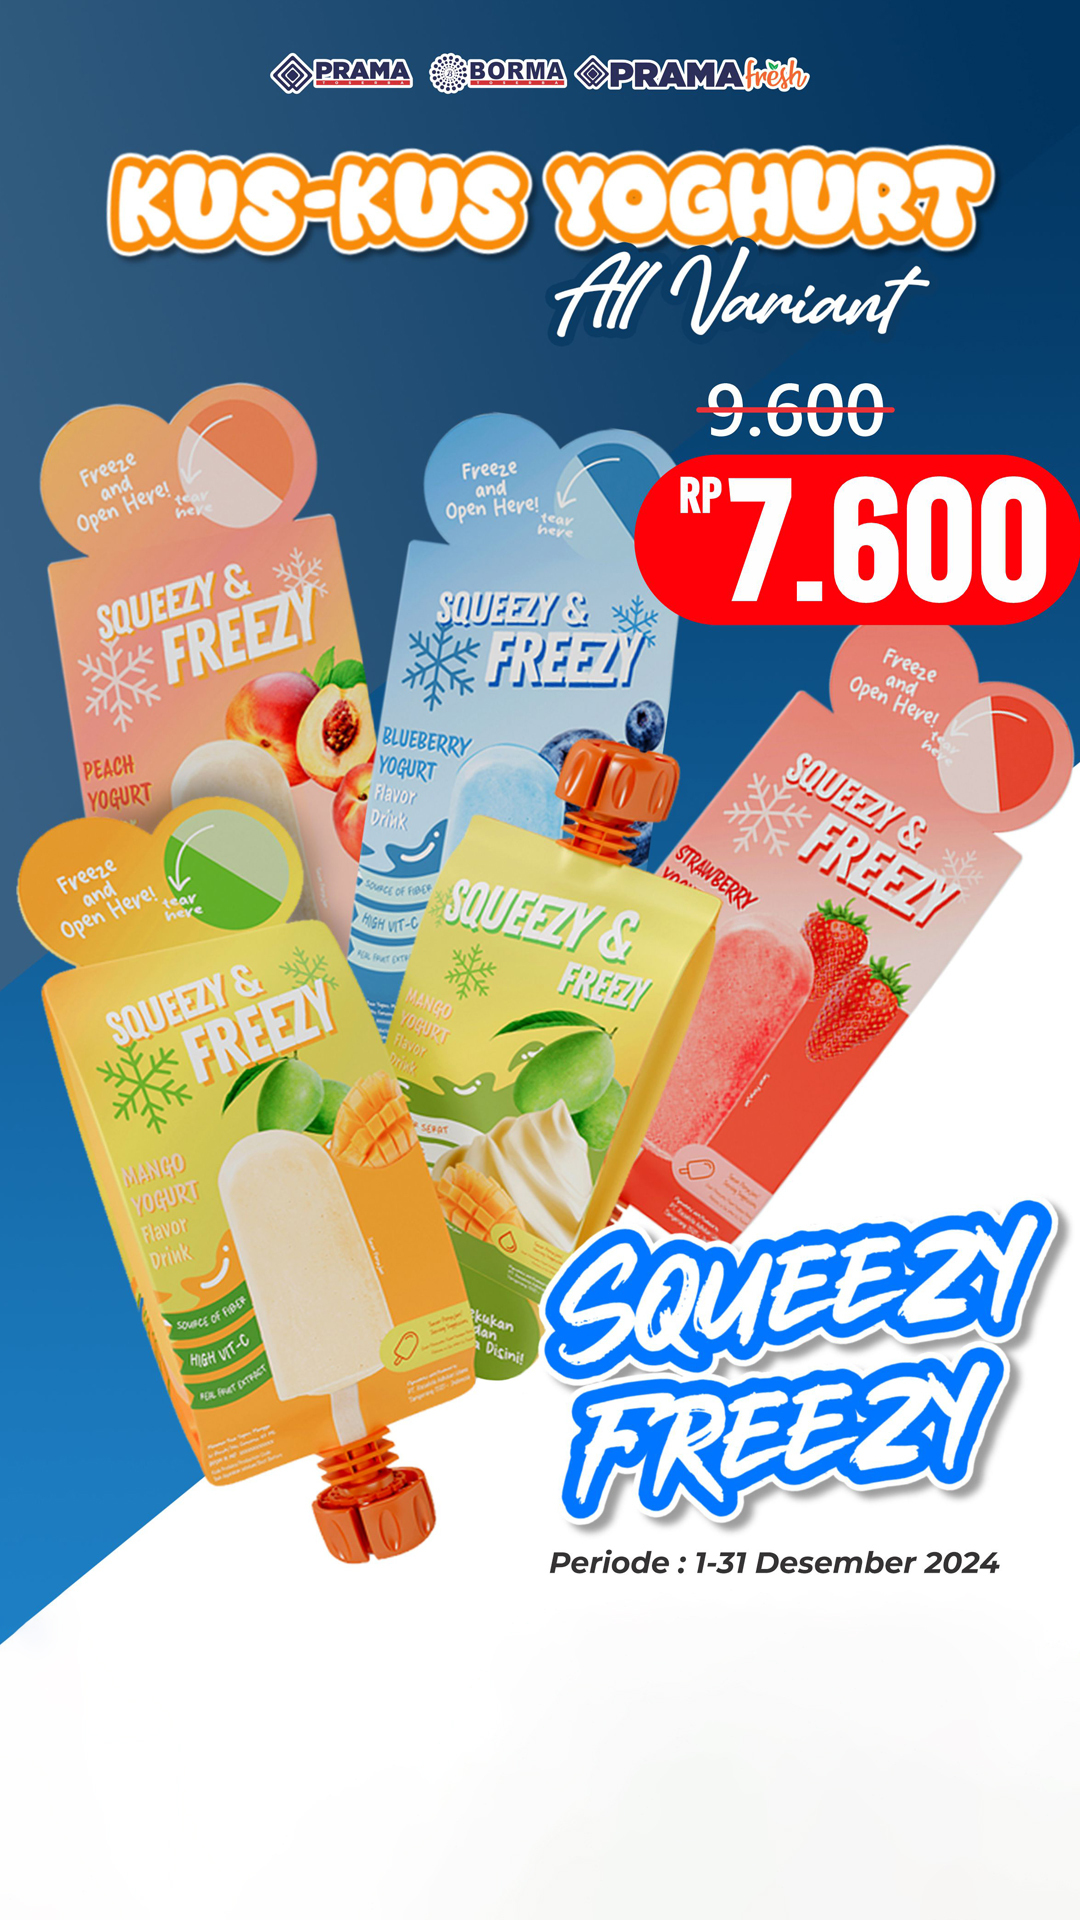 PRAMA BORMA PRAMA fresh
KUS-KUS YOGHURT
All Variant
9.600
RP 7.600
Freeze
and
Open Here!
tear
here
SQUEEZY &
FREEZY
PEACH
YOGURT
Freeze
and
Open Here!
tear
here
SQUEEZY &
FREEZY
BLUEBERRY
YOGURT
Flavor
Drink
SOURCE OF FIBER
HIGH VIT-C
Freeze
and
Open Here!
tear
here
SQUEEZY &
FREEZY
STRAWBERRY
Freeze
and
Open Here!
tear
here
SQUEEZY &
FREEZY
MANGO
YOGURT
Flavor
Drink
SOURCE OF FIBER
HIGH VIT-C
REAL FRUIT EXTRACT
SQUEEZY &
FREEZY
MANGO
YOGURT
Flavor
Drink
SERAT
ekukan
dan
a Disini!
SQUEEZY
FREEZY
Periode : 1-31 Desember 2024